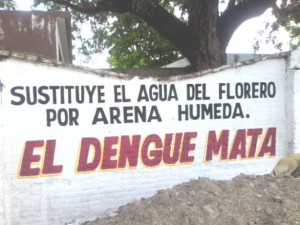 SUSTITUYE EL AGUA DEL FLORERO
POR ARENA HUMEDA.
EL DENGUE MATA